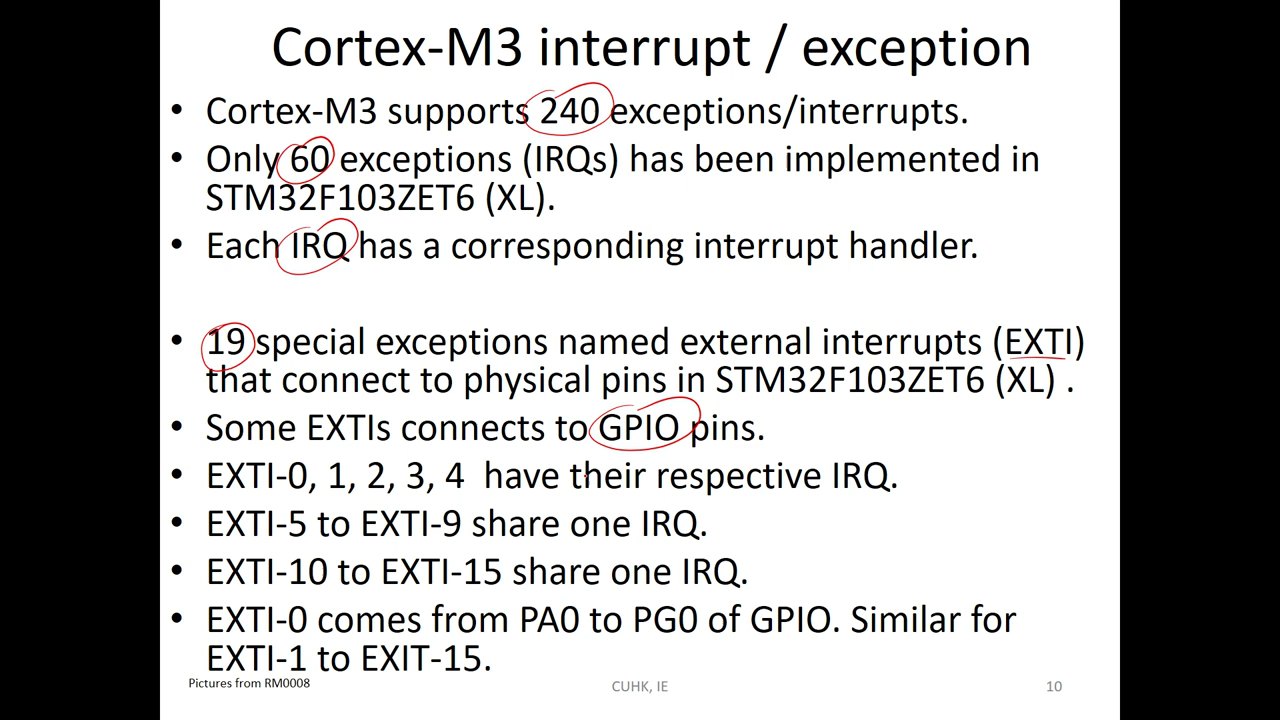 Cortex-M3 interrupt / exception
• Cortex-M3 supports 240 exceptions/interrupts.
• Only 60 exceptions (IRQs) has been implemented in
STM32F103ZET6 (XL).
• Each IRQ has a corresponding interrupt handler.
• 19 special exceptions named external interrupts (EXTI)
that connect to physical pins in STM32F103ZET6 (XL) .
• Some EXTIs connects to GPIO pins.
• EXTI-0, 1, 2, 3, 4 have their respective IRQ.
• EXTI-5 to EXTI-9 share one IRQ.
• EXTI-10 to EXTI-15 share one IRQ.
• EXTI-0 comes from PA0 to PG0 of GPIO. Similar for
EXTI-1 to EXIT-15.
Pictures from RM0008
CUHK, IE
10